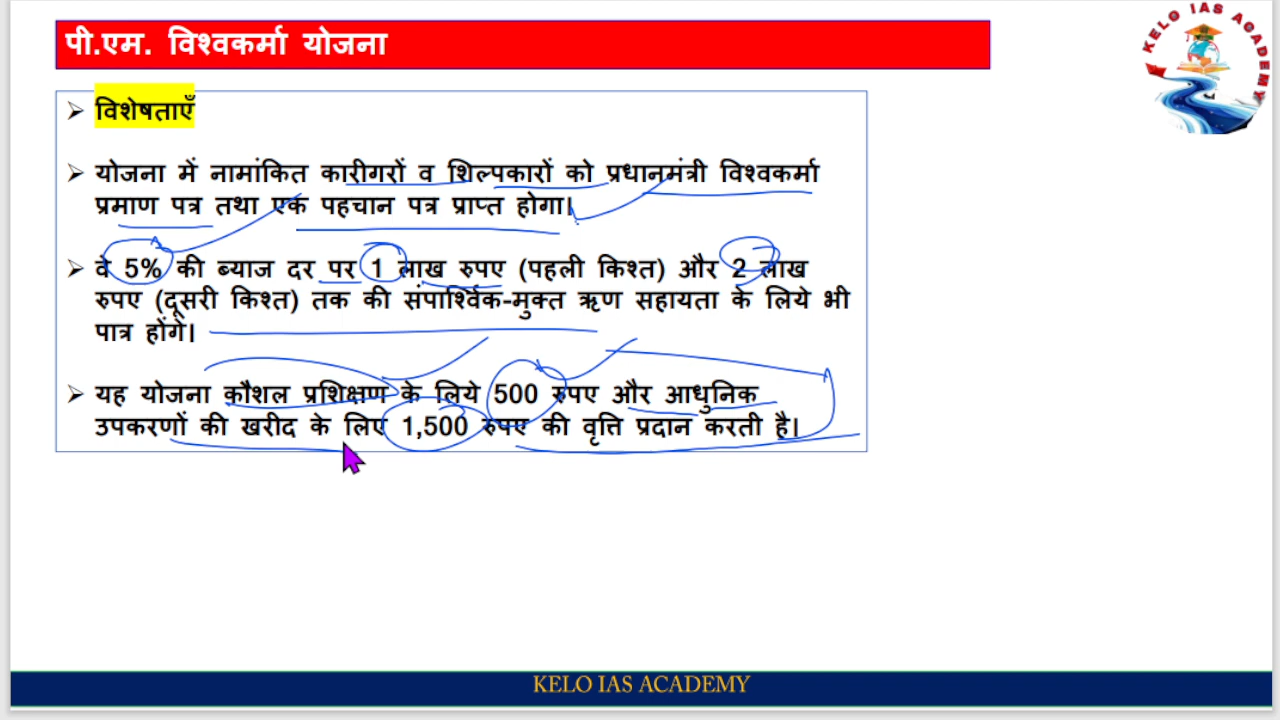 पी.एम. विश्वकर्मा योजना
KELO IAS ACADEMY
विशेषताएँ
योजना में नामांकित कारीगरों व शिल्पकारों को प्रधानमंत्री विश्वकर्मा
प्रमाण पत्र तथा एक पहचान पत्र प्राप्त होगा।
वे 5% की ब्याज दर पर 1 लाख रुपए (पहली किश्त) और 2 लाख
रुपए (दूसरी किश्त) तक की संपार्श्विक-मुक्त ऋण सहायता के लिये भी
पात्र होंगे।
यह योजना कौशल प्रशिक्षण के लिये 500 रुपए और आधुनिक
उपकरणों की खरीद के लिए 1,500 रुपए की वृत्ति प्रदान करती है।
KELO IAS ACADEMY